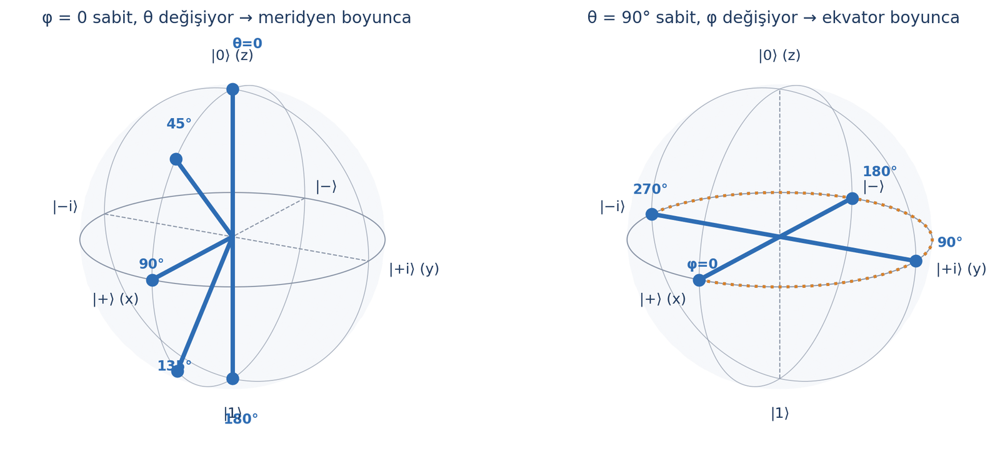 φ = 0 sabit, θ değişiyor → meridyen boyunca
θ=0
|0⟩ (z)
45°
|−⟩
|−i⟩
90°
|+i⟩ (y)
|+⟩ (x)
135°
|1⟩
180°
θ = 90° sabit, φ değişiyor → ekvator boyunca
|0⟩ (z)
180°
|−⟩
270°
|−i⟩
90°
φ=0
|+i⟩ (y)
|+⟩ (x)
|1⟩